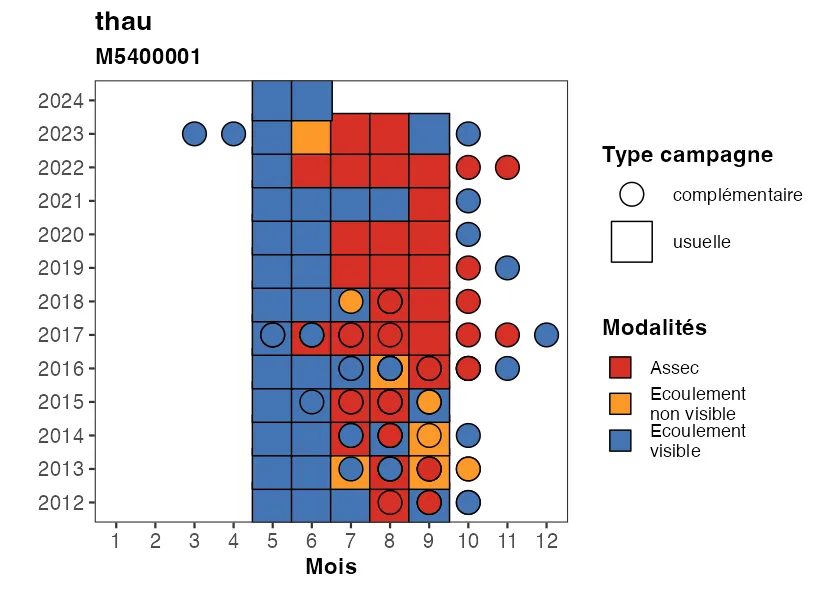 thau
M5400001
2024
2023
2022
2021
2020
2019
2018
2017
2016
2015
2014
2013
2012
1 2 3 4 5 6 7 8 9 10 11 12
Mois
Type campagne
complémentaire
usuelle
Modalités
Assec
Ecoulement
non visible
Ecoulement
visible